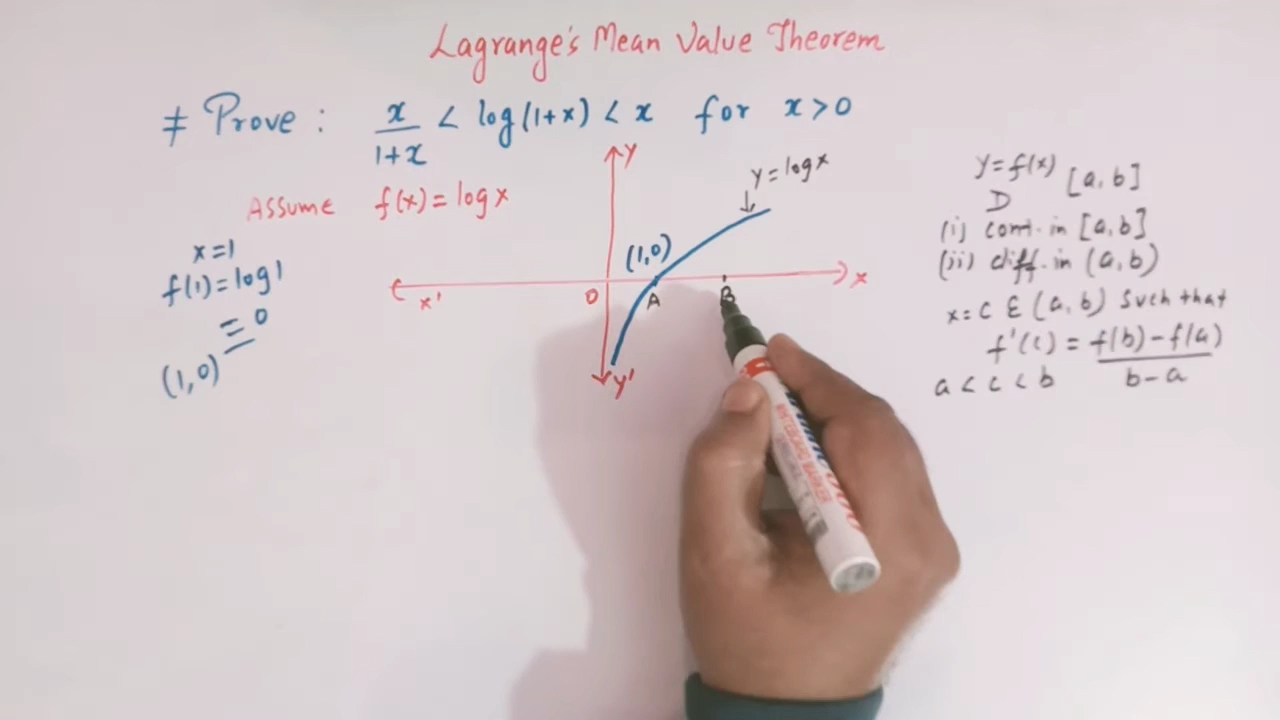 Lagrange's Mean Value Theorem
≠ Prove : x/1+x < log(1+x) < x for x > 0
Assume f(x) = log x
x=1
f(1) = log 1
= 0
(1,0)
Y
y = log x
(1,0)
x'
O
A
B
x
Y'
y = f(x) [a, b]
D
(i) cont. in [a, b]
(ii) diff. in (a, b)
x = c ε (a, b) Such that
f'(c) = f(b) - f(a)/b - a
a < c < b